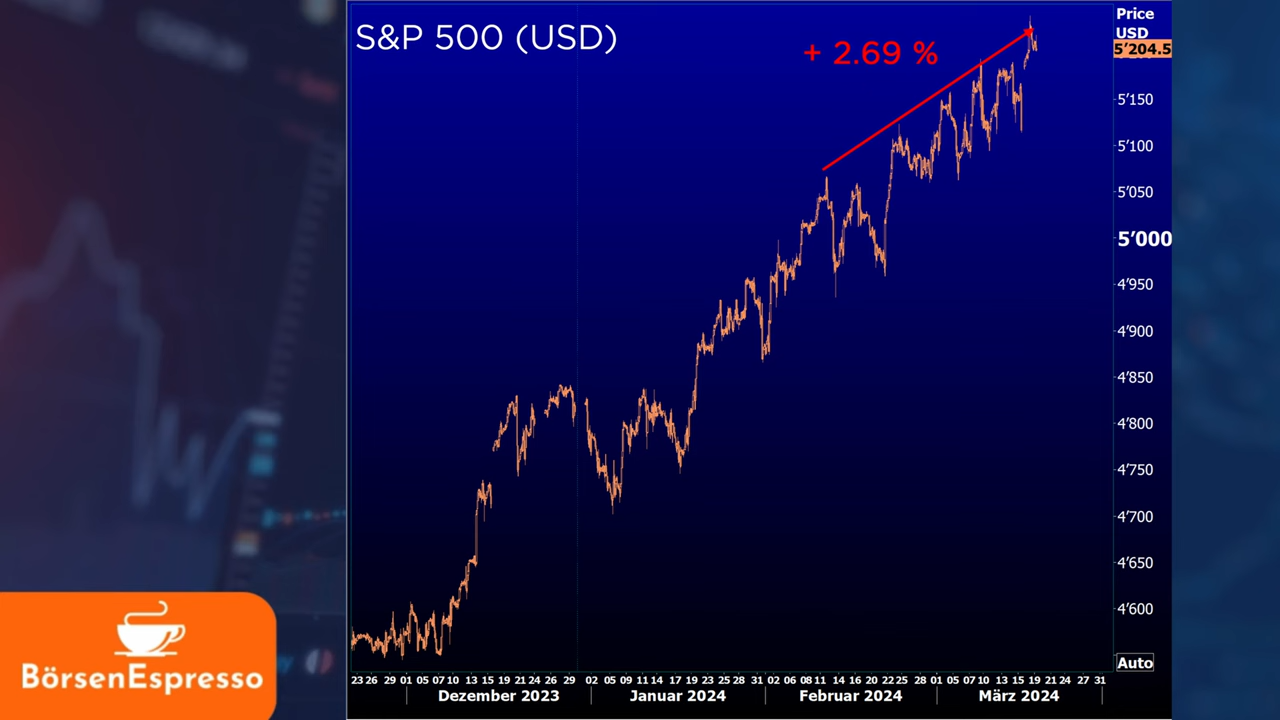 S&P 500 (USD)
+ 2.69 %
Price
USD
5'204.5
5'150
5'100
5'050
5'000
4'950
4'900
4'850
4'800
4'750
4'700
4'650
4'600
Auto
23 26 29 01 05 07 10 13 15 19 21 24 26 29 02 05 09 11 14 17 19 23 25 28 31 02 06 08 11 14 18 20 22 25 28 01 05 07 10 13 15 19 21 24 27 31
Dezember 2023 Januar 2024 Februar 2024 März 2024
BörsenEspresso